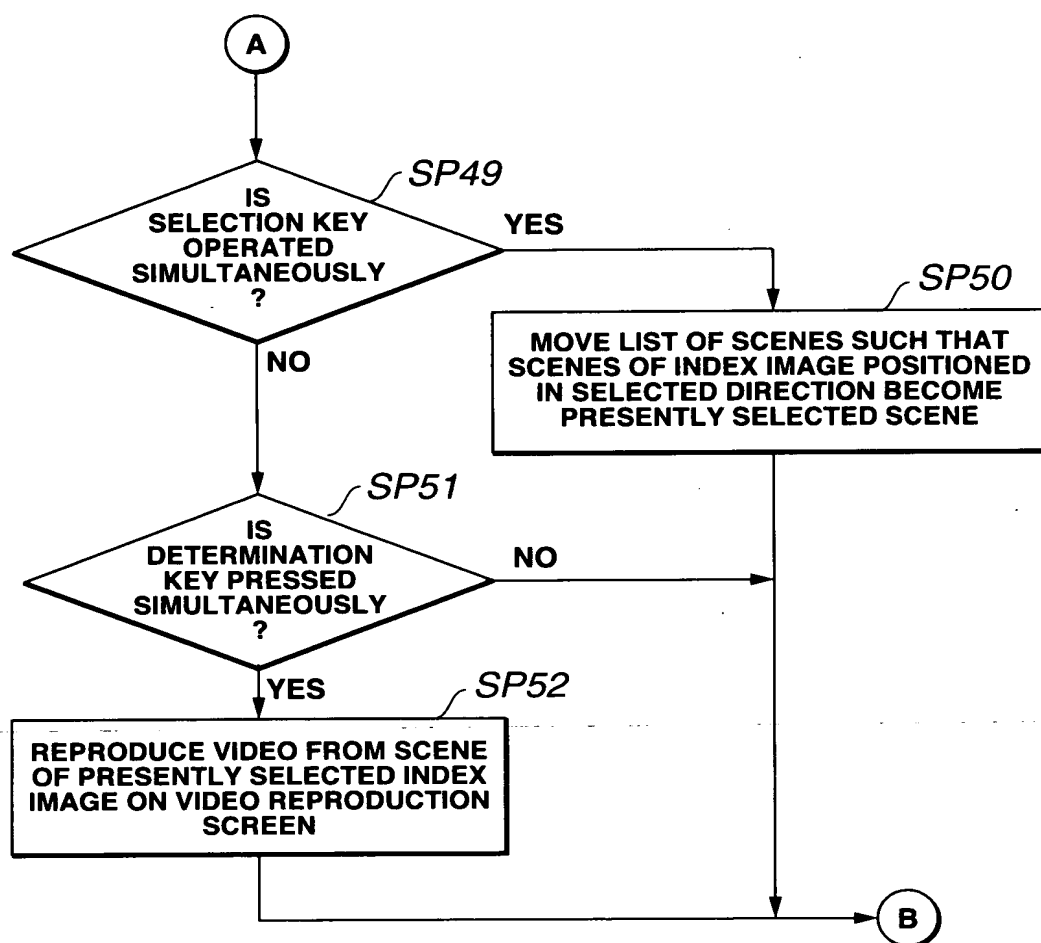 A
SP49
IS
SELECTION KEY
OPERATED
SIMULTANEOUSLY
?
YES
NO
SP50
MOVE LIST OF SCENES SUCH THAT
SCENES OF INDEX IMAGE POSITIONED
IN SELECTED DIRECTION BECOME
PRESENTLY SELECTED SCENE
SP51
IS
DETERMINATION
KEY PRESSED
SIMULTANEOUSLY
?
NO
YES
SP52
REPRODUCE VIDEO FROM SCENE
OF PRESENTLY SELECTED INDEX
IMAGE ON VIDEO REPRODUCTION
SCREEN
B